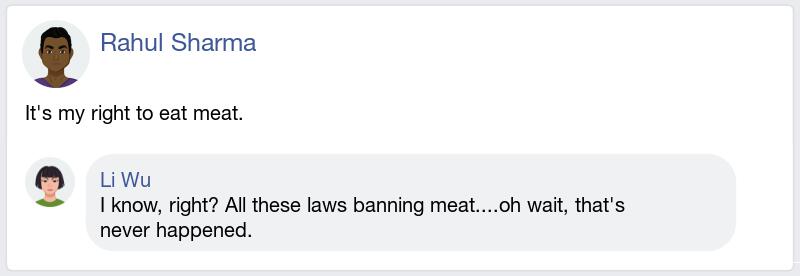 Rahul Sharma
It's my right to eat meat.
Li Wu
I know, right? All these laws banning meat....oh wait, that's
never happened.